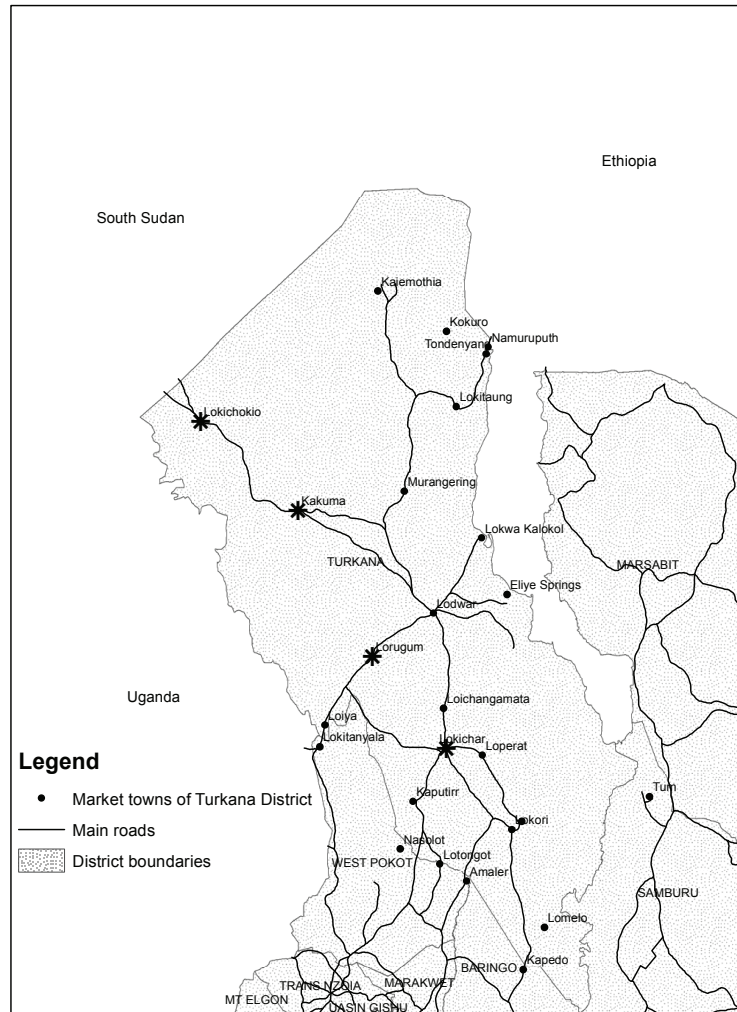 Ethiopia
South Sudan
Kaiemothia
Kokuro
Namuruputh
Tondenyang
Lokitaung
Lokichokio
Murangering
Kakuma
Lokwa Kalokol
TURKANA
MARSABIT
Eliye Springs
Lodwar
Lorugum
Uganda
Loichangamata
Loiya
Lokitanyala
Lokichar
Loperat
Legend
Market towns of Turkana District
Main roads
District boundaries
Kaputirr
Tum
Lokori
Nasolot
WEST POKOT
Lotongot
Amaler
SAMBURU
Lomelo
Kapedo
BARINGO
TRANS NZOIA
MARAKWET
MT ELGON
UASIN GISHU